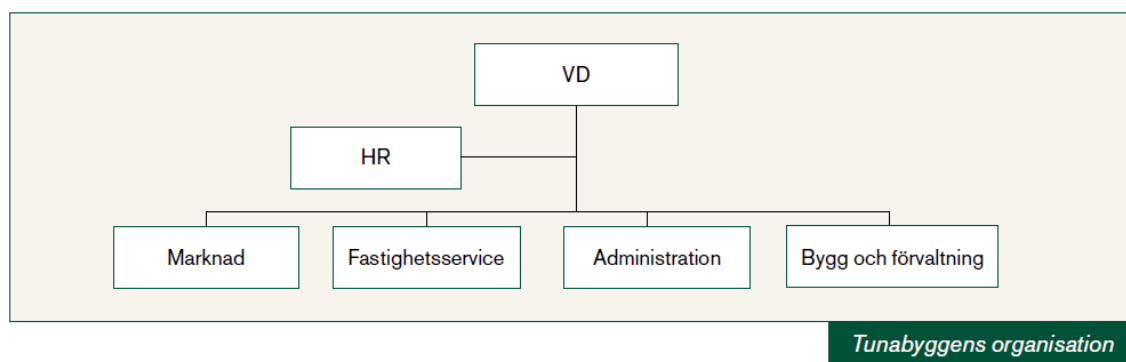 VD
HR
Marknad
Fastighetsservice
Administration
Bygg och förvaltning
Tunabyggens organisation